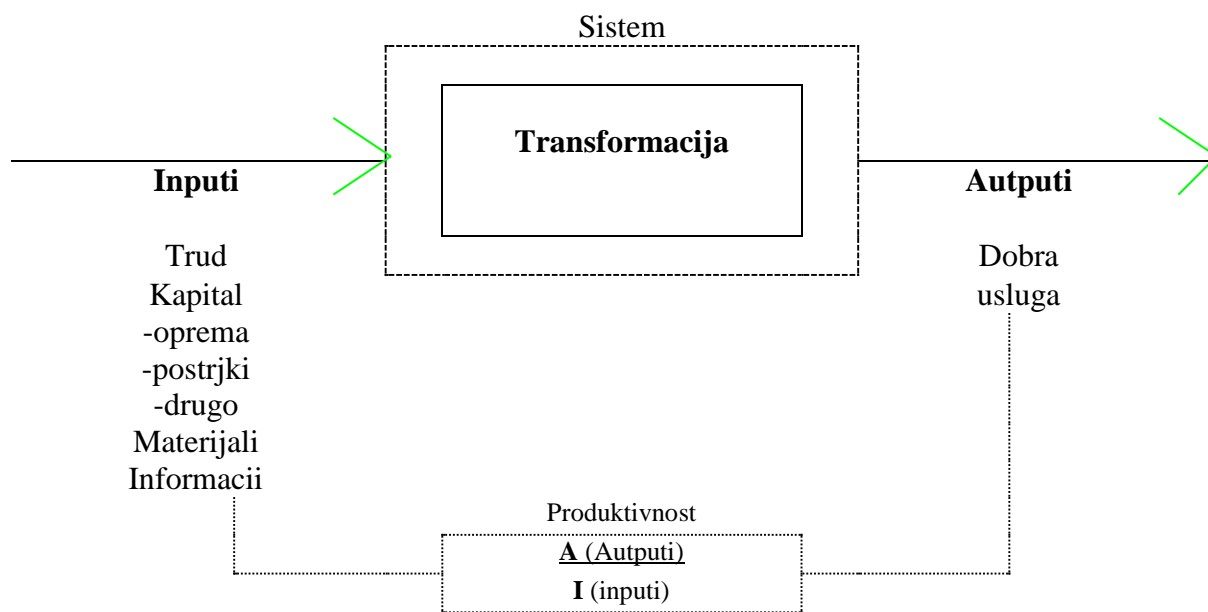 Sistem
Transformacija
Inputi
Autputi
Trud
Kapital
-oprema
-postrjki
-drugo
Materijali
Informacii
Dobra
usluga
Produktivnost
A (Autputi)
I (inputi)